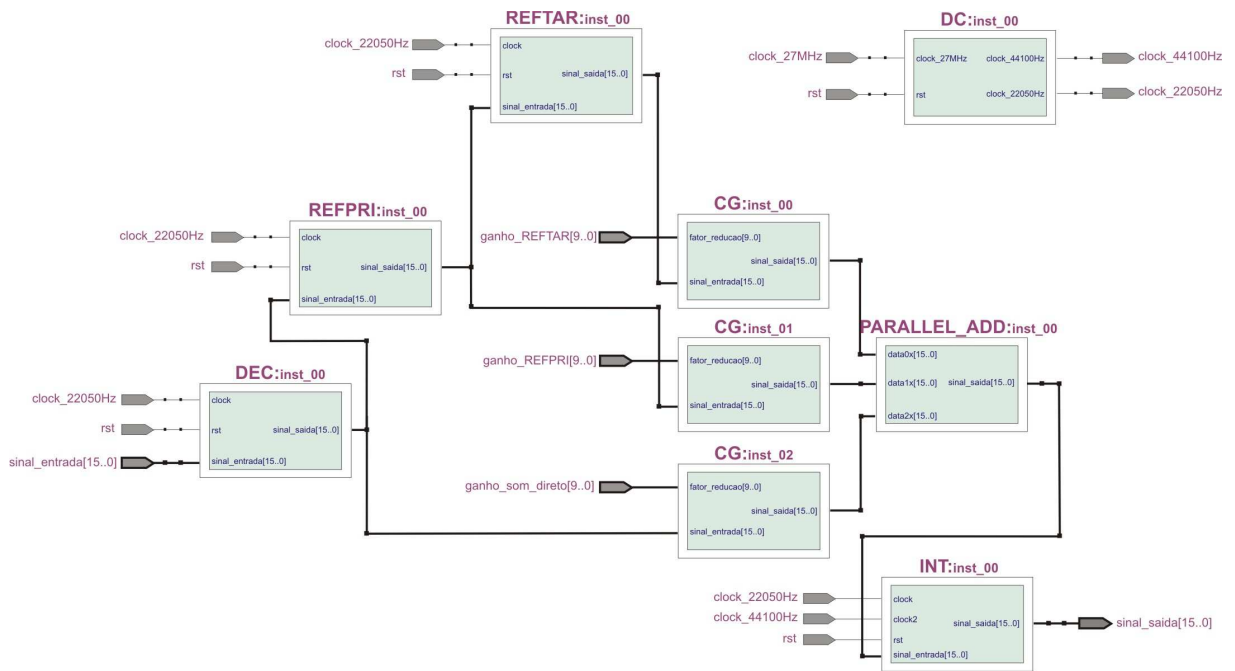 REFTAR:inst_00
clock_22050Hz
clock
rst
rst
sinal_saida[15..0]
sinal_entrada[15..0]
DC:inst_00
clock_27MHz
clock_27MHz
clock_44100Hz
clock_44100Hz
rst
rst
clock_22050Hz
clock_22050Hz
REFPRI:inst_00
clock_22050Hz
clock
rst
rst
sinal_saida[15..0]
sinal_entrada[15..0]
CG:inst_00
ganho_REFTAR[9..0]
fator_reducao[9..0]
sinal_saida[15..0]
sinal_entrada[15..0]
CG:inst_01
ganho_REFPRI[9..0]
fator_reducao[9..0]
sinal_saida[15..0]
sinal_entrada[15..0]
PARALLEL_ADD:inst_00
data0x[15..0]
data1x[15..0]
sinal_saida[15..0]
data2x[15..0]
DEC:inst_00
clock_22050Hz
clock
rst
rst
sinal_saida[15..0]
sinal_entrada[15..0]
sinal_entrada[15..0]
CG:inst_02
ganho_som_direto[9..0]
fator_reducao[9..0]
sinal_saida[15..0]
sinal_entrada[15..0]
INT:inst_00
clock_22050Hz
clock
clock_44100Hz
clock2
sinal_saida[15..0]
sinal_saida[15..0]
rst
rst
sinal_entrada[15..0]